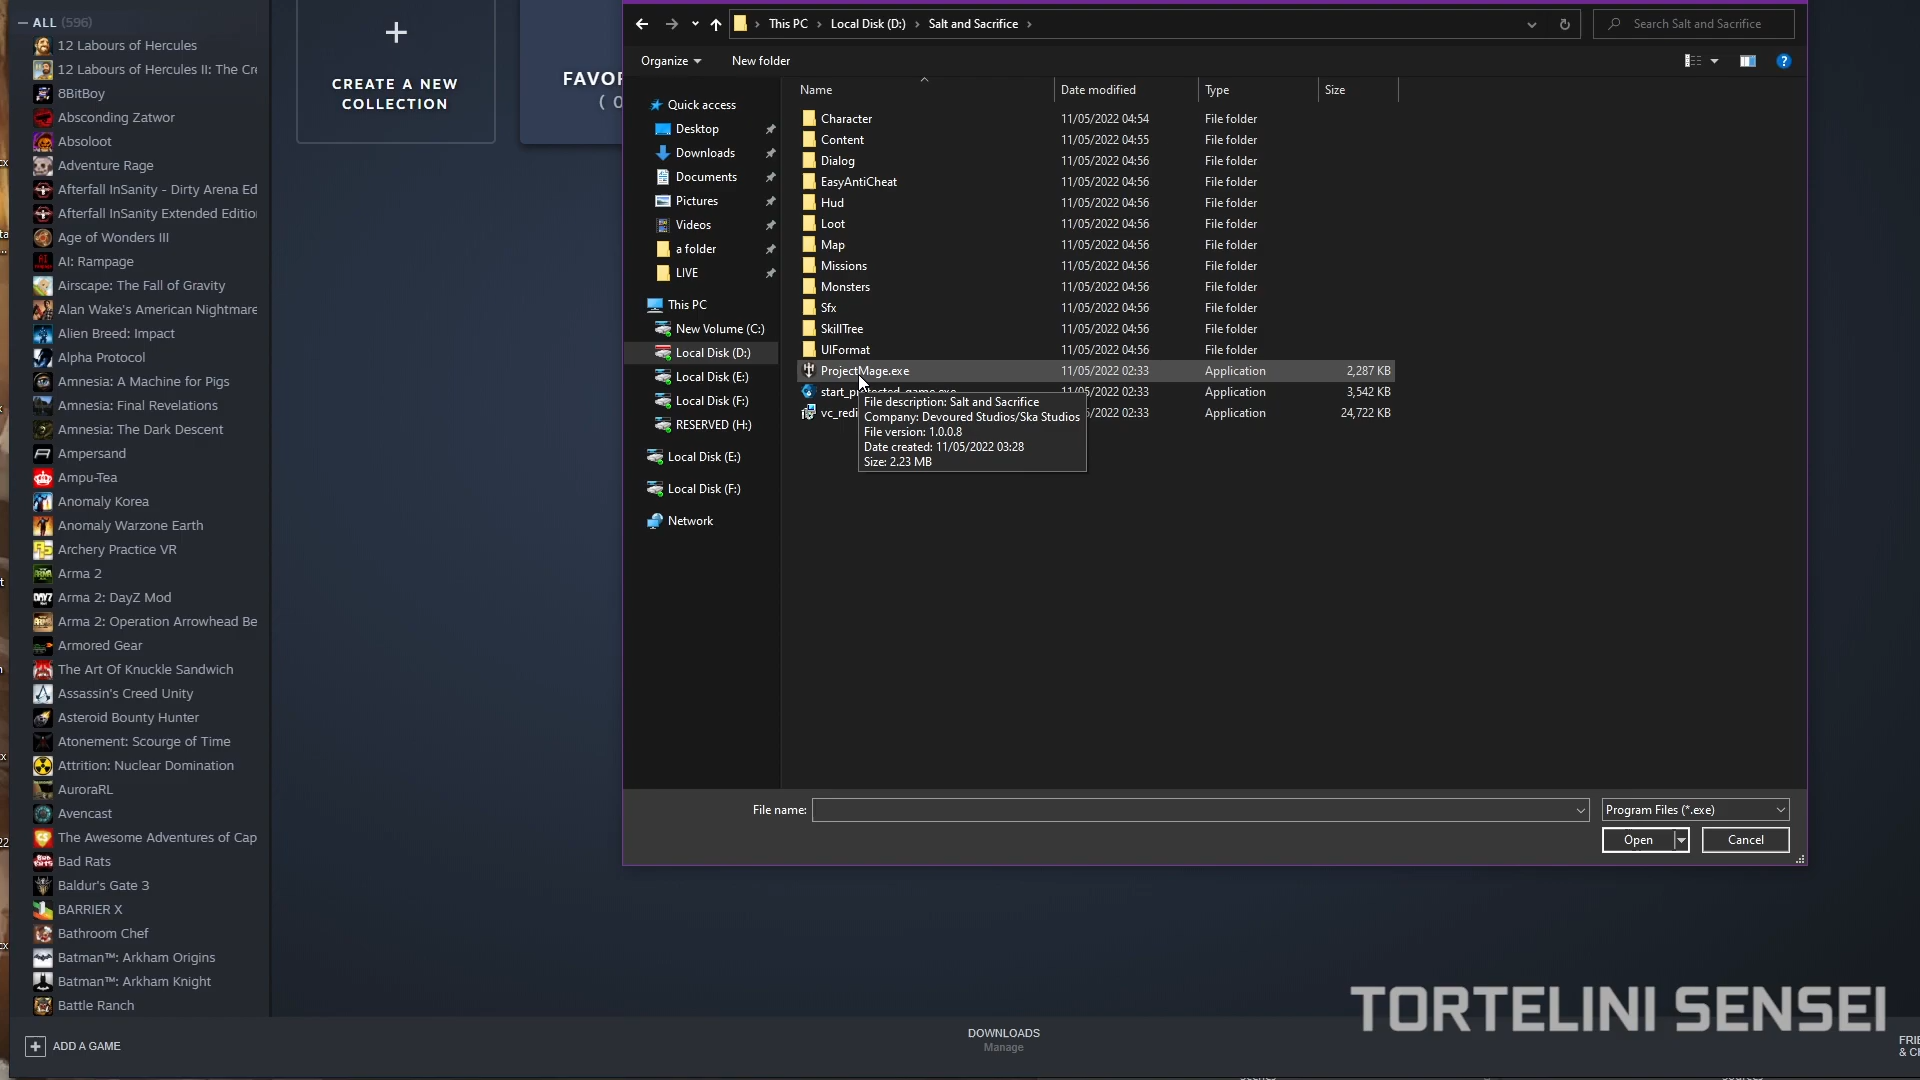 ALL (596)
12 Labours of Hercules
12 Labours of Hercules II: The Cre
8BitBoy
Absconding Zatwor
Absoloot
Adventure Rage
Afterfall InSanity - Dirty Arena Ed
Afterfall InSanity Extended Editio
Age of Wonders III
AI: Rampage
Airscape: The Fall of Gravity
Alan Wake's American Nightmare
Alien Breed: Impact
Alpha Protocol
Amnesia: A Machine for Pigs
Amnesia: Final Revelations
Amnesia: The Dark Descent
Ampersand
Ampu-Tea
Anomaly Korea
Anomaly Warzone Earth
Archery Practice VR
Arma 2
Arma 2: DayZ Mod
Arma 2: Operation Arrowhead Be
Armored Gear
The Art Of Knuckle Sandwich
Assassin's Creed Unity
Asteroid Bounty Hunter
Atonement: Scourge of Time
Attrition: Nuclear Domination
AuroraRL
Avencast
The Awesome Adventures of Cap
Bad Rats
Baldur's Gate 3
BARRIER X
Bathroom Chef
Batman™: Arkham Origins
Batman™: Arkham Knight
Battle Ranch
ADD A GAME
CREATE A NEW
COLLECTION
FAVOR
( 0
This PC > Local Disk (D:) > Salt and Sacrifice >
Search Salt and Sacrifice
Organize
New folder
Quick access
Desktop
Downloads
Documents
Pictures
Videos
a folder
LIVE
This PC
New Volume (C:)
Local Disk (D:)
Local Disk (E:)
Local Disk (F:)
RESERVED (H:)
Local Disk (E:)
Local Disk (F:)
Network
Name Date modified Type Size
Character 11/05/2022 04:54 File folder
Content 11/05/2022 04:55 File folder
Dialog 11/05/2022 04:56 File folder
EasyAntiCheat 11/05/2022 04:56 File folder
Hud 11/05/2022 04:56 File folder
Loot 11/05/2022 04:56 File folder
Map 11/05/2022 04:56 File folder
Missions 11/05/2022 04:56 File folder
Monsters 11/05/2022 04:56 File folder
Sfx 11/05/2022 04:56 File folder
SkillTree 11/05/2022 04:56 File folder
UIFormat 11/05/2022 04:56 File folder
ProjectMage.exe 11/05/2022 02:33 Application 2,287 KB
start_protected_game.exe 11/05/2022 02:33 Application 3,542 KB
vc_redi 5/2022 02:33 Application 24,722 KB
File description: Salt and Sacrifice
Company: Devoured Studios/Ska Studios
File version: 1.0.0.8
Date created: 11/05/2022 03:28
Size: 2.23 MB
File name:
Program Files (*.exe)
Open
Cancel
TORTELINI SENSEI
DOWNLOADS
Manage
FRIE
& CH